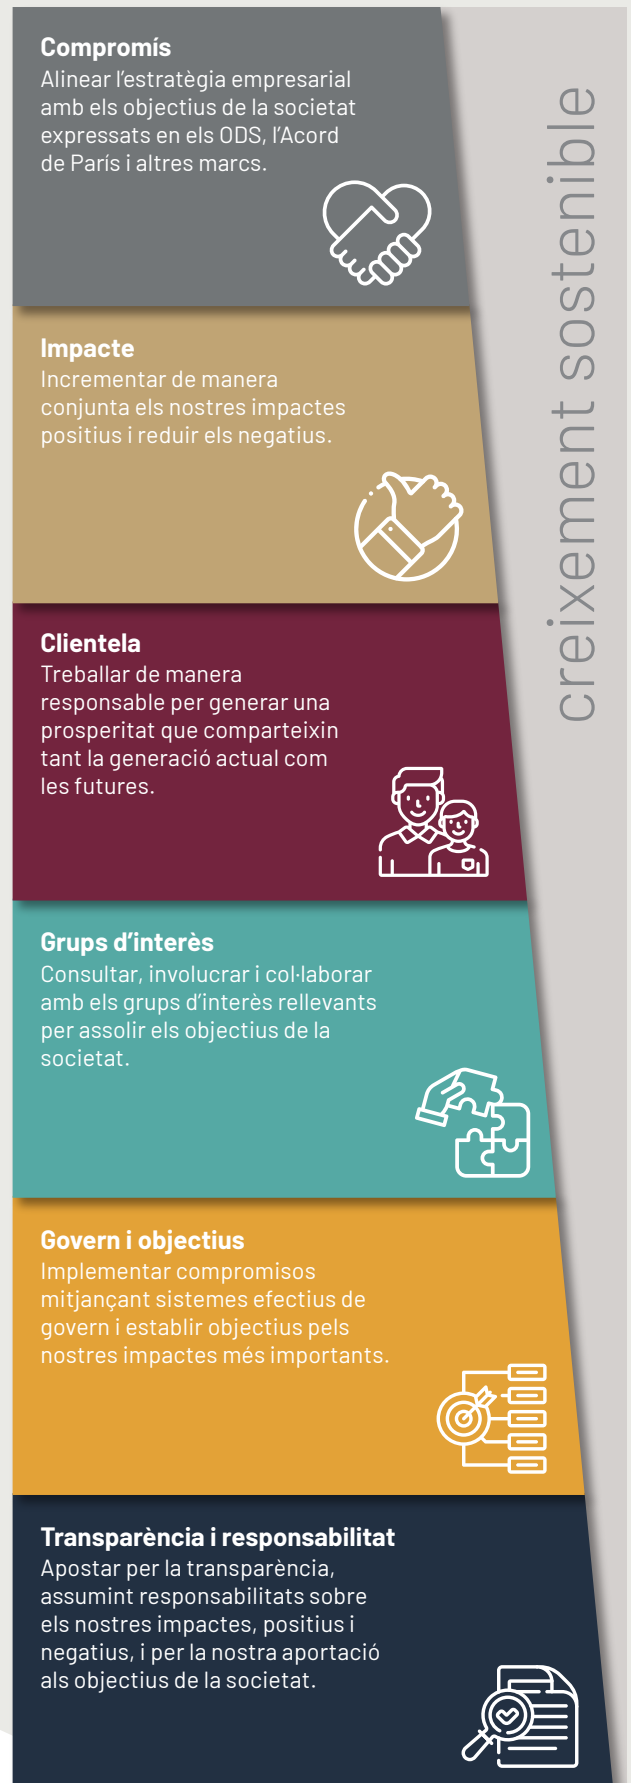 Compromís
Alinear l'estratègia empresarial
amb els objectius de la societat
expressats en els ODS, l'Acord
de París i altres marcs.
creixement sostenible
Impacte
Incrementar de manera
conjunta els nostres impactes
positius i reduir els negatius.
Clientela
Treballar de manera
responsable per generar una
prosperitat que comparteixin
tant la generació actual com
les futures.
Grups d'interès
Consultar, involucrar i col·laborar
amb els grups d'interès rellevants
per assolir els objectius de la
societat.
Govern i objectius
Implementar compromisos
mitjançant sistemes efectius de
govern i establir objectius pels
nostres impactes més importants.
Transparència i responsabilitat
Apostar per la transparència,
assumint responsabilitats sobre
els nostres impactes, positius i
negatius, i per la nostra aportació
als objectius de la societat.